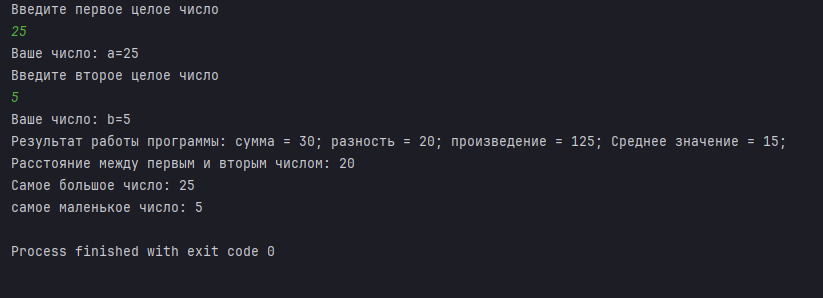 Введите первое целое число
25
Ваше число: a=25
Введите второе целое число
5
Ваше число: b=5
Результат работы программы: сумма = 30; разность = 20; произведение = 125; Среднее значение = 15;
Расстояние между первым и вторым числом: 20
Самое большое число: 25
самое маленькое число: 5
Process finished with exit code 0